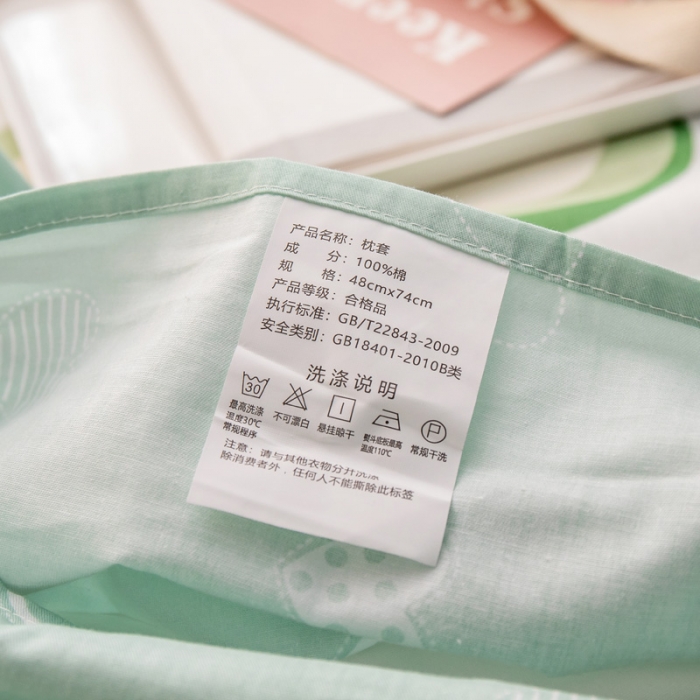 Keep
产品名称：枕套
成 分：100%棉
规 格：48cmx74cm
产品等级：合格品
执行标准：GB/T22843-2009
安全类别：GB18401-2010B类
洗涤说明
30
P
最高洗涤 不可漂白 悬挂晾干 熨斗底板最高 常规干洗
温度30℃ 温度110℃
常规程序
注意：请与其他衣物分开洗涤
除消费者外，任何人不能撕除此标签